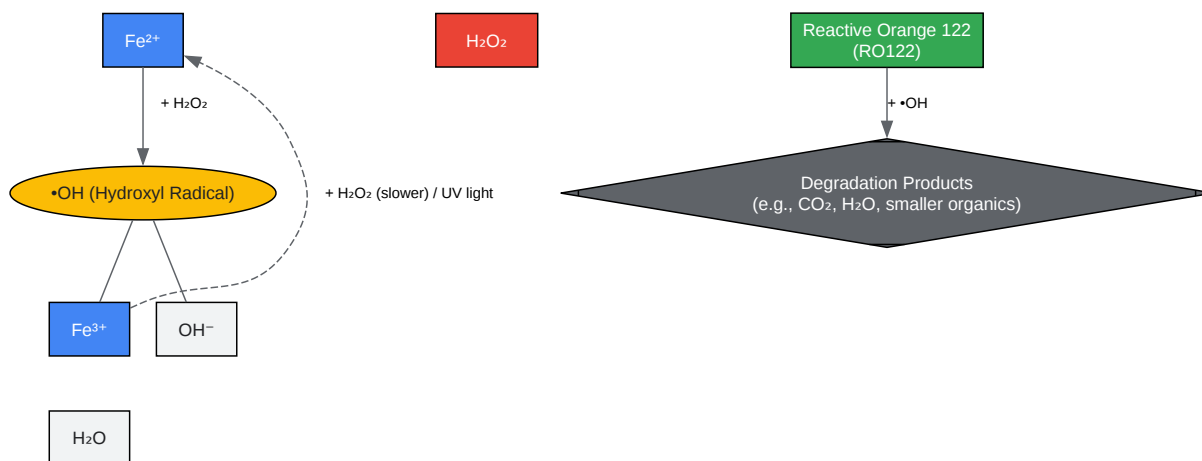 Fe²⁺
H₂O₂
Reactive Orange 122
(RO122)
+ H₂O₂
+ •OH
•OH (Hydroxyl Radical)
+ H₂O₂ (slower) / UV light
Degradation Products
(e.g., CO₂, H₂O, smaller organics)
Fe³⁺
OH⁻
H₂O